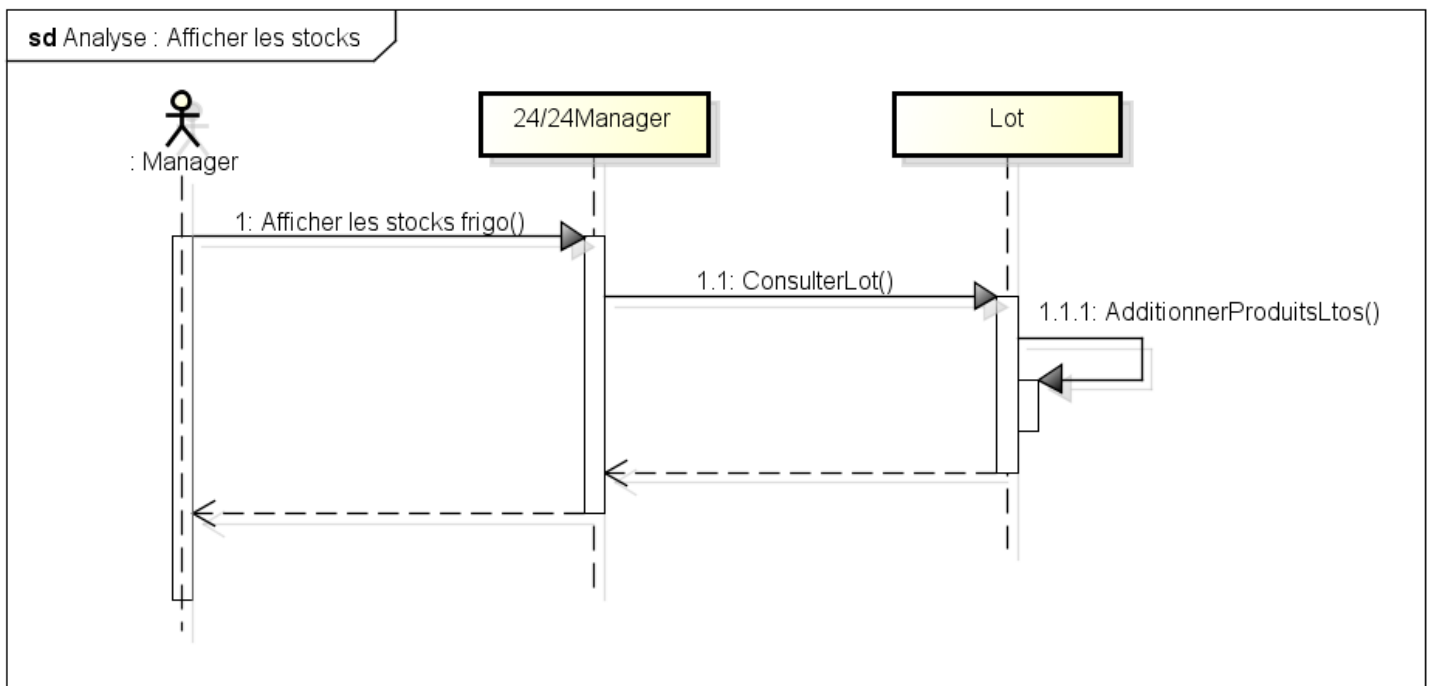 sd Analyse : Afficher les stocks
: Manager
24/24Manager
Lot
1: Afficher les stocks frigo()
1.1: ConsulterLot()
1.1.1: AdditionnerProduitsLtos()